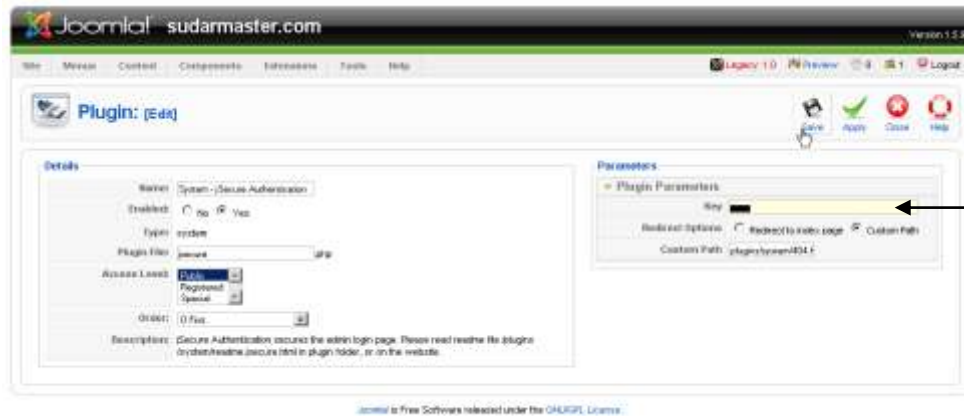 Joomla! sudarmaster.com
Version 1.5.
Site Menus Content Components Extensions Tools Help
Legacy 1.0 Preview 0 1 Logout
Plugin: [Edit]
Save Apply Close Help
Details
Name: System - jSecure Authentication
Enabled: No Yes
Type: system
Plugin file: jsecure .php
Access Level: Public
Registered
Special
Order:
Description: jSecure Authentication secures the admin login page. Please read readme file (plugins
/system/readme.jsecure.html in plugin folder, or on the website.
Parameters
Plugin Parameters
Key
Redirect Options: Redirect to index page Custom Path
Custom Path plugins/system/404.
Joomla! is Free Software released under the GNU/GPL License.